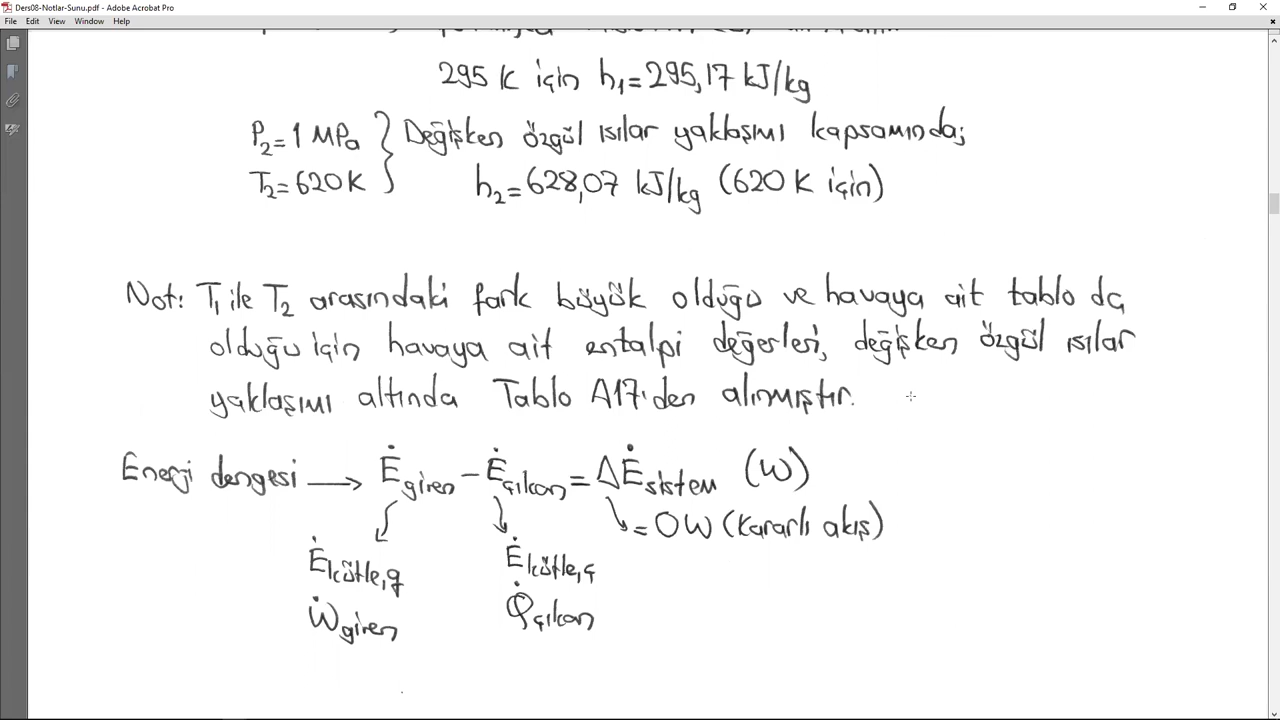 Ders08-Notlar-Sunu.pdf - Adobe Acrobat Pro
File Edit View Window Help
295 K için h₁=295,17 kJ/kg
P₂=1 MPa } Değişken özgül ısılar yaklaşımı kapsamında;
T₂=620K h₂=628,07 kJ/kg (620 K için)
Not: T₁ ile T₂ arasındaki fark büyük olduğu ve havaya ait tablo da
olduğu için havaya ait entalpi değerleri, değişken özgül ısılar
yaklaşımı altında Tablo A17'den alınmıştır.
Enerji dengesi → Ėgiren - Ėçıkan = ΔĖsistem (W)
= 0W (kararlı akış)
Ėkütle,g Ėkütle,ç
Ẇgiren Q̇çıkan